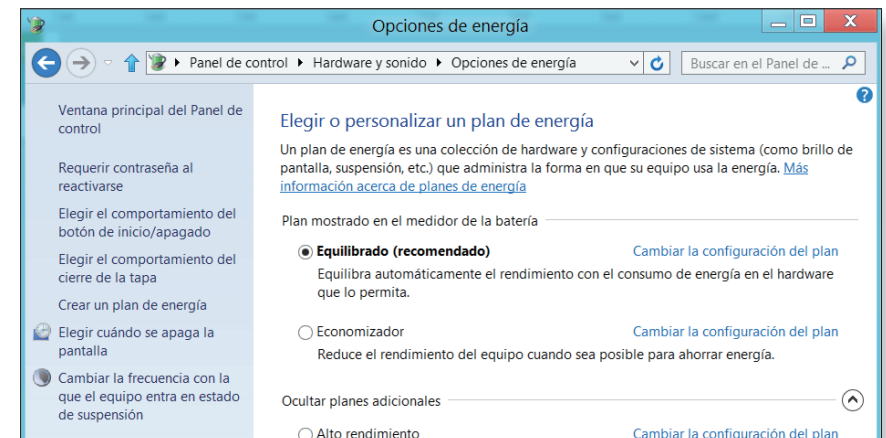 Opciones de energía
Panel de control Hardware y sonido Opciones de energía
Buscar en el Panel de ...
Ventana principal del Panel de
control
Requerir contraseña al
reactivarse
Elegir el comportamiento del
botón de inicio/apagado
Elegir el comportamiento del
cierre de la tapa
Crear un plan de energía
Elegir cuándo se apaga la
pantalla
Cambiar la frecuencia con la
que el equipo entra en estado
de suspensión
Elegir o personalizar un plan de energía
Un plan de energía es una colección de hardware y configuraciones de sistema (como brillo de
pantalla, suspensión, etc.) que administra la forma en que su equipo usa la energía. Más
información acerca de planes de energía
Plan mostrado en el medidor de la batería
Equilibrado (recomendado) Cambiar la configuración del plan
Equilibra automáticamente el rendimiento con el consumo de energía en el hardware
que lo permita.
Economizador Cambiar la configuración del plan
Reduce el rendimiento del equipo cuando sea posible para ahorrar energía.
Ocultar planes adicionales
Alto rendimiento Cambiar la configuración del plan